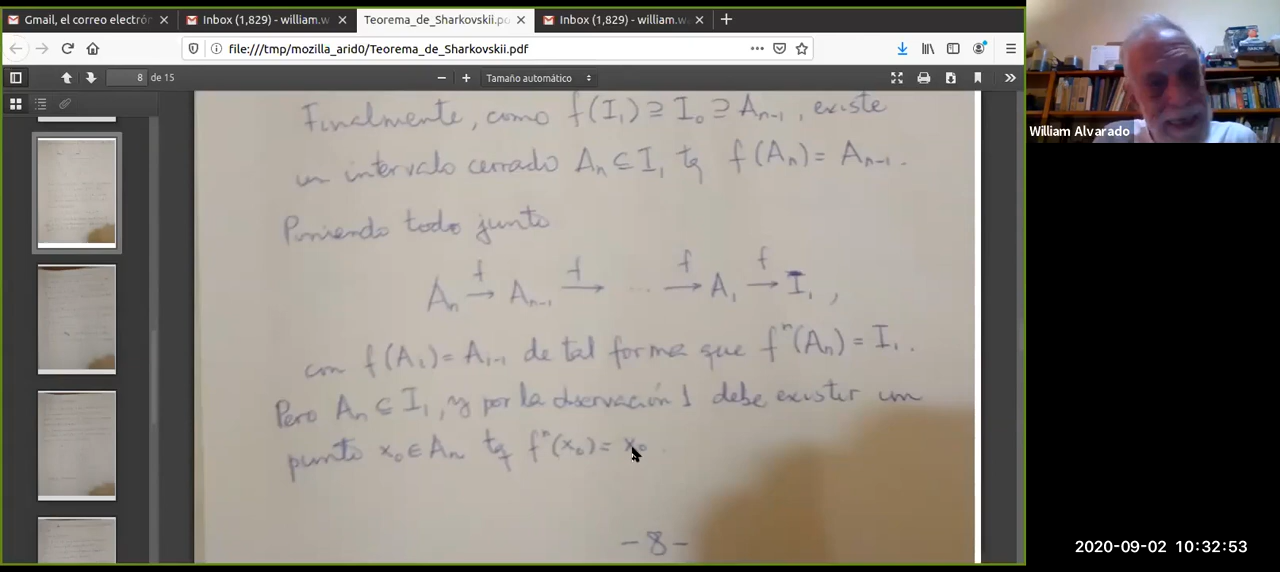 Gmail, el correo electrón
Inbox (1,829) - william.w
Teorema_de_Sharkovskii.pd
Inbox (1,829) - william.wa
file:///tmp/mozilla_arid0/Teorema_de_Sharkovskii.pdf
8 de 15
Tamaño automático
Finalmente, como f(I₁) ⊇ I₀ ⊇ Aₙ₋₁, existe
un intervalo cerrado Aₙ ⊆ I₁ tq f(Aₙ) = Aₙ₋₁.
Poniendo todo junto
Aₙ →f Aₙ₋₁ →f ... →f A₁ →f I₁,
con f(Aᵢ) = Aᵢ₋₁ de tal forma que fⁿ(Aₙ) = I₁.
Pero Aₙ ⊆ I₁, y por la observación 1 debe existir un
punto x₀ ∈ Aₙ tq fⁿ(x₀) = x₀.
-8-
William Alvarado
2020-09-02 10:32:53